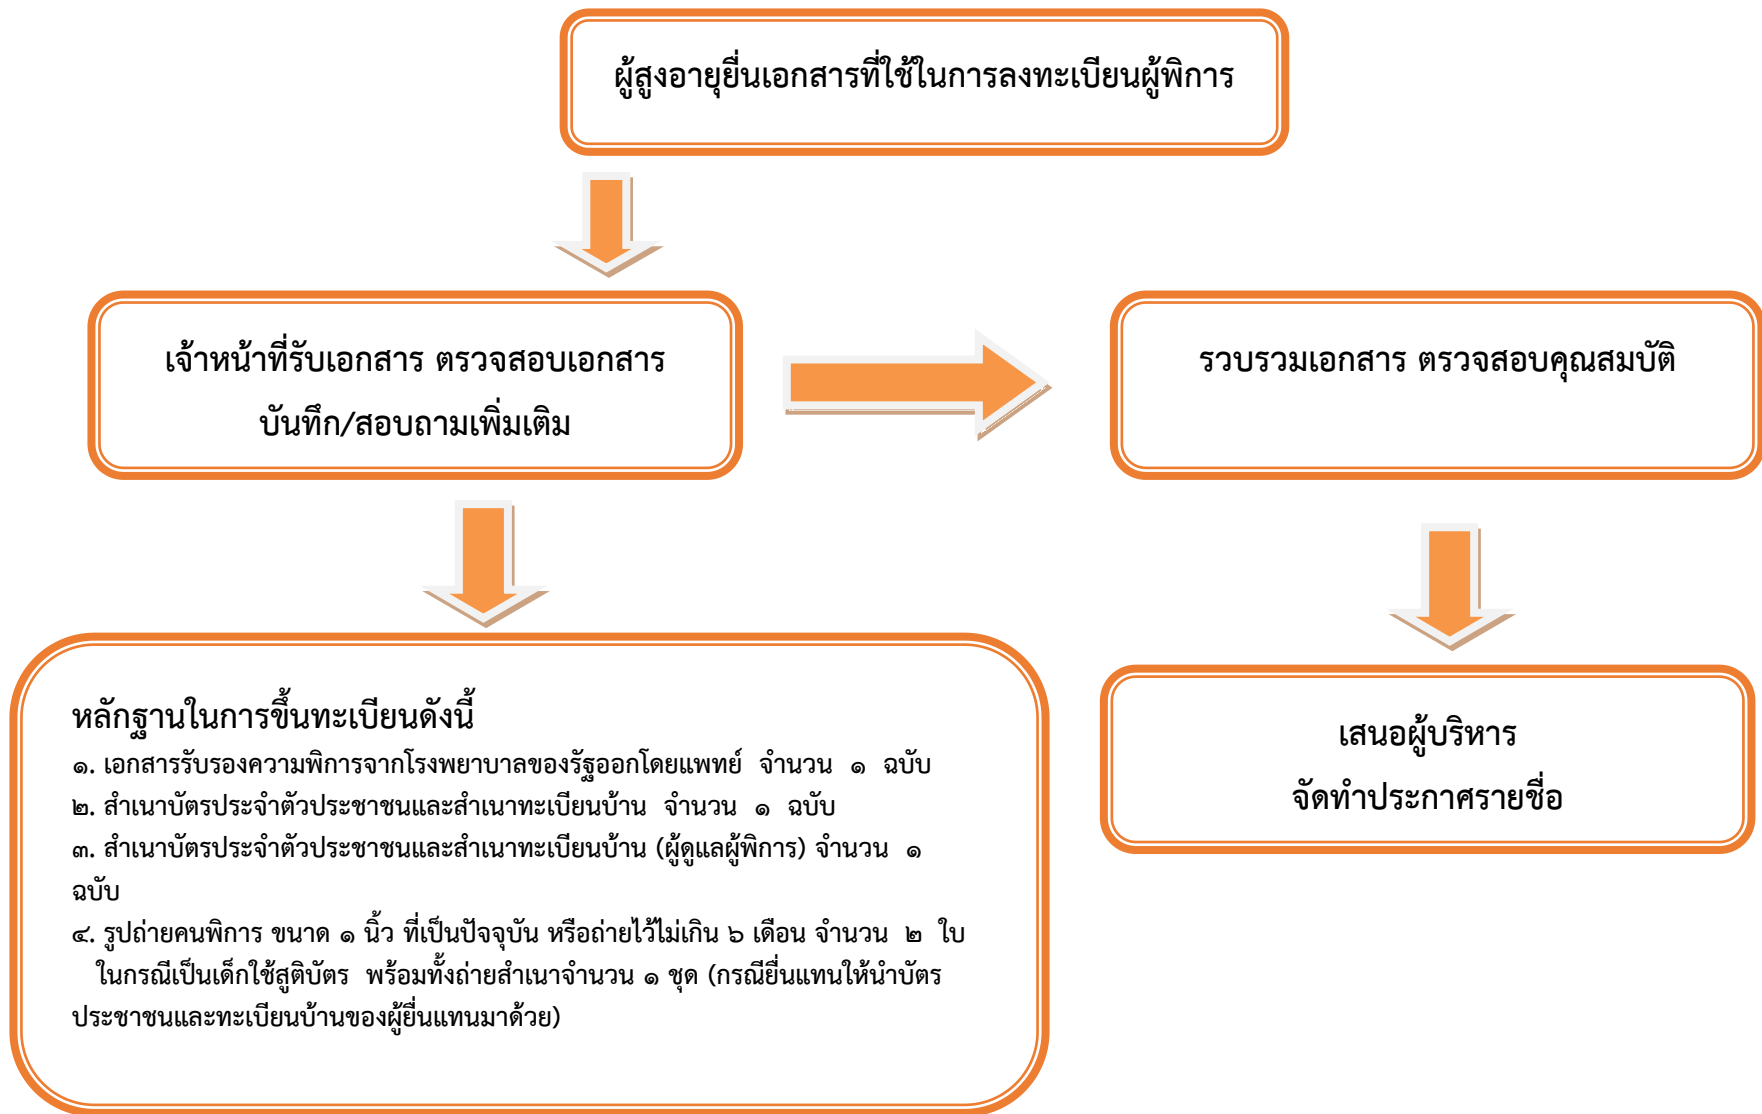 ผู้สูงอายุยื่นเอกสารที่ใช้ในการลงทะเบียนผู้พิการ
เจ้าหน้าที่รับเอกสาร ตรวจสอบเอกสาร
บันทึก/สอบถามเพิ่มเติม
รวบรวมเอกสาร ตรวจสอบคุณสมบัติ
หลักฐานในการขึ้นทะเบียนดังนี้
๑. เอกสารรับรองความพิการจากโรงพยาบาลของรัฐออกโดยแพทย์ จำนวน ๑ ฉบับ
๒. สำเนาบัตรประจำตัวประชาชนและสำเนาทะเบียนบ้าน จำนวน ๑ ฉบับ
๓. สำเนาบัตรประจำตัวประชาชนและสำเนาทะเบียนบ้าน (ผู้ดูแลผู้พิการ) จำนวน ๑
ฉบับ
๔. รูปถ่ายคนพิการ ขนาด ๑ นิ้ว ที่เป็นปัจจุบัน หรือถ่ายไว้ไม่เกิน ๖ เดือน จำนวน ๒ ใบ
ในกรณีเป็นเด็กใช้สูติบัตร พร้อมทั้งถ่ายสำเนาจำนวน ๑ ชุด (กรณียื่นแทนให้นำบัตร
ประชาชนและทะเบียนบ้านของผู้ยื่นแทนมาด้วย)
เสนอผู้บริหาร
จัดทำประกาศรายชื่อ